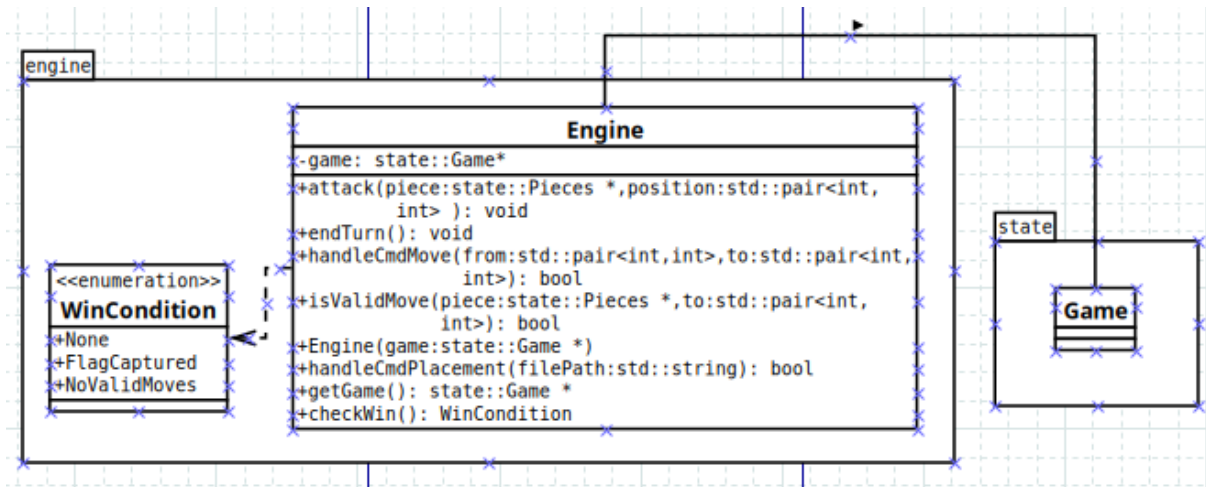 engine
Engine
-game: state::Game*
+attack(piece:state::Pieces *,position:std::pair<int,
int> ): void
+endTurn(): void
+handleCmdMove(from:std::pair<int,int>,to:std::pair<int,
int>): bool
+isValidMove(piece:state::Pieces *,to:std::pair<int,
int>): bool
+Engine(game:state::Game *)
+handleCmdPlacement(filePath:std::string): bool
+getGame(): state::Game *
+checkWin(): WinCondition
<<enumeration>>
WinCondition
+None
+FlagCaptured
+NoValidMoves
state
Game